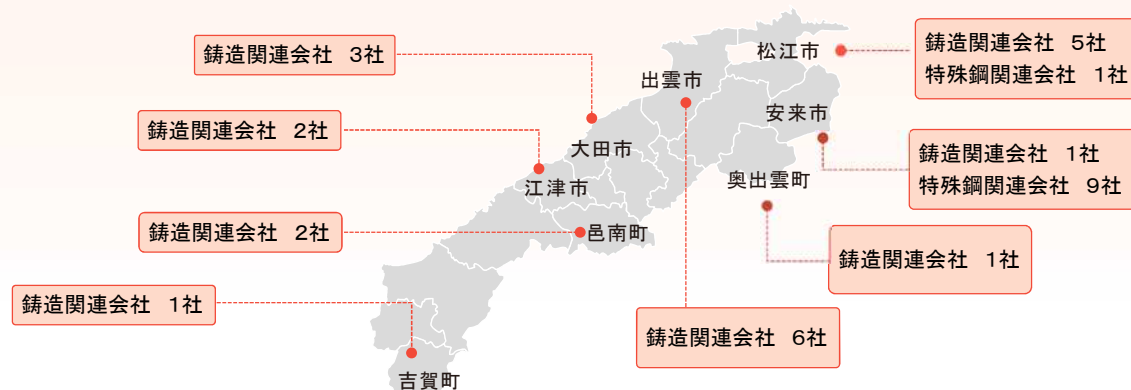 松江市
鋳造関連会社 5社
特殊鋼関連会社 1社
鋳造関連会社 3社
出雲市
安来市
鋳造関連会社 2社
大田市
鋳造関連会社 1社
特殊鋼関連会社 9社
江津市
奥出雲町
鋳造関連会社 2社
邑南町
鋳造関連会社 1社
鋳造関連会社 1社
鋳造関連会社 6社
吉賀町